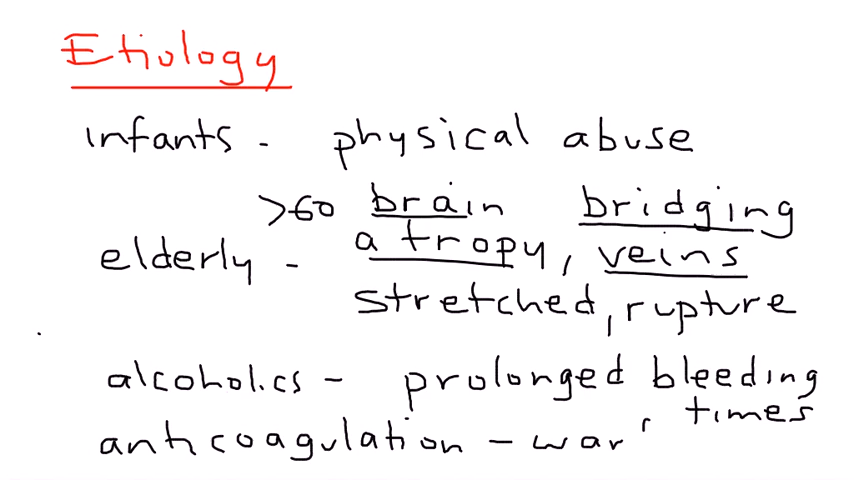 Etiology
infants - physical abuse
>60 brain bridging
elderly - atropy, veins
stretched, rupture
alcoholics - prolonged bleeding
times
anticoagulation - war